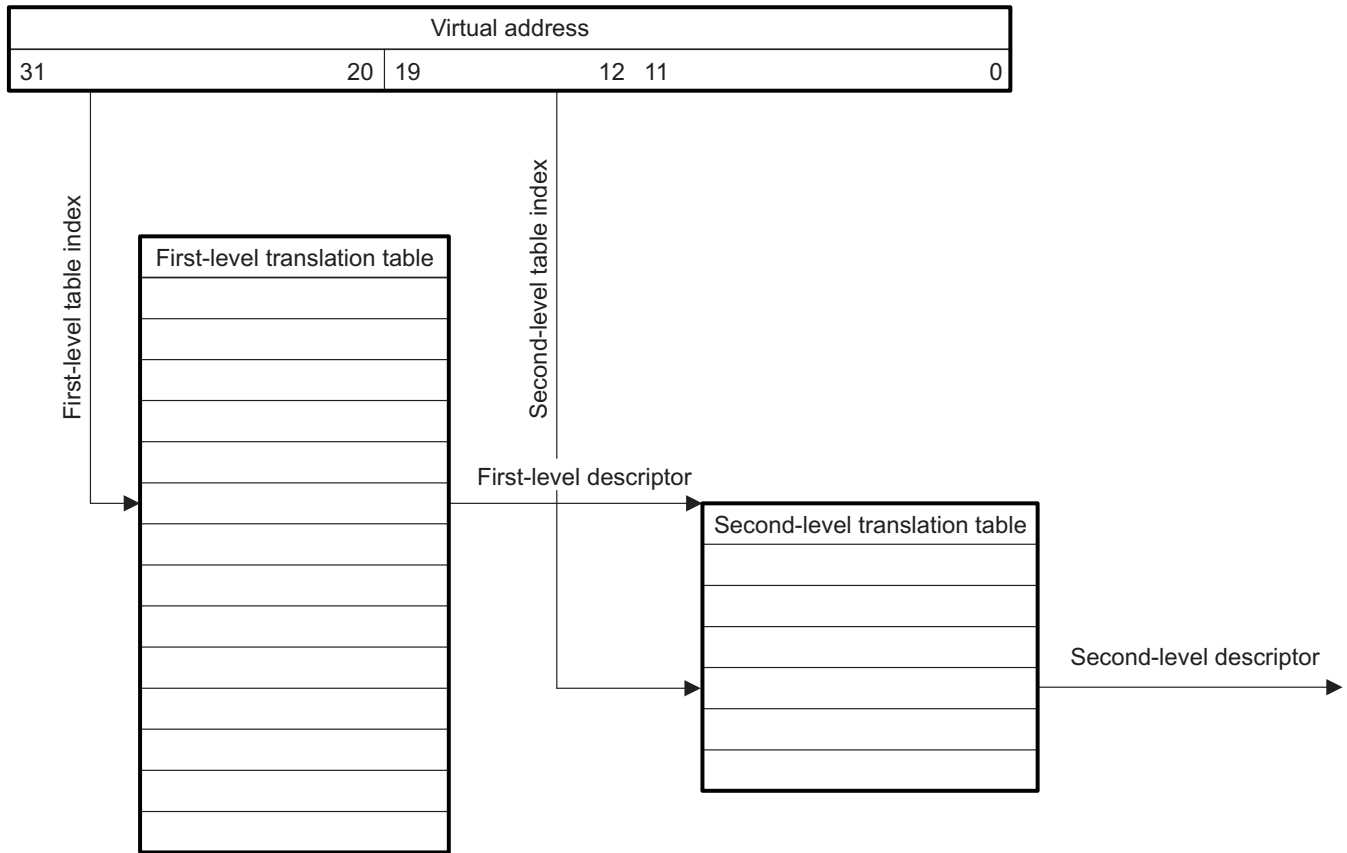 Virtual address
31 20 19 12 11 0
First-level table index
Second-level table index
First-level translation table
First-level descriptor
Second-level translation table
Second-level descriptor